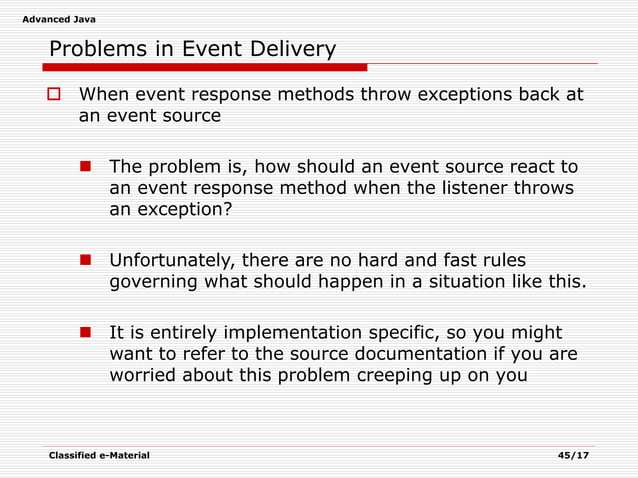 Advanced Java
Problems in Event Delivery
When event response methods throw exceptions back at
an event source
The problem is, how should an event source react to
an event response method when the listener throws
an exception?
Unfortunately, there are no hard and fast rules
governing what should happen in a situation like this.
It is entirely implementation specific, so you might
want to refer to the source documentation if you are
worried about this problem creeping up on you
Classified e-Material
45/17